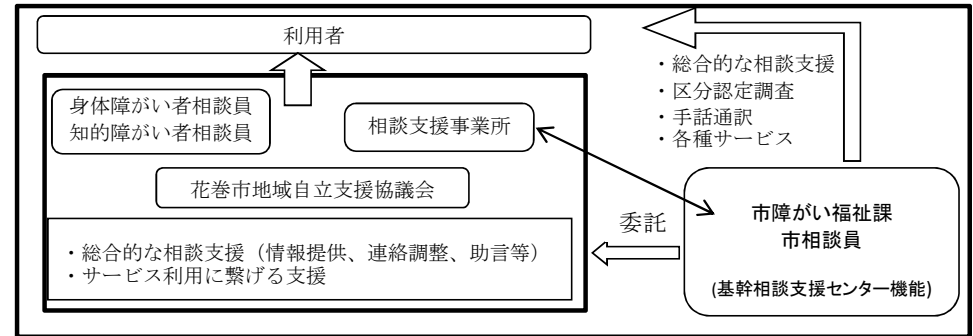 利用者
身体障がい者相談員
知的障がい者相談員
相談支援事業所
花巻市地域自立支援協議会
・総合的な相談支援（情報提供、連絡調整、助言等）
・サービス利用に繋げる支援
・総合的な相談支援
・区分認定調査
・手話通訳
・各種サービス
委託
市障がい福祉課
市相談員
(基幹相談支援センター機能)